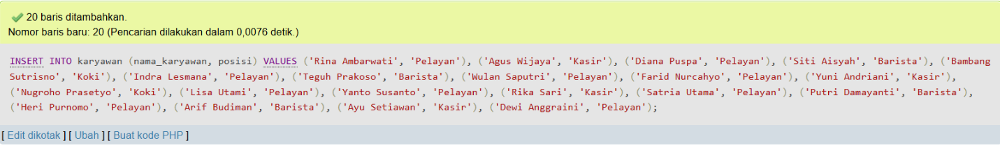 20 baris ditambahkan.
Nomor baris baru: 20 (Pencarian dilakukan dalam 0,0076 detik.)
INSERT INTO karyawan (nama_karyawan, posisi) VALUES ('Rina Ambarwati', 'Pelayan'), ('Agus Wijaya', 'Kasir'), ('Diana Puspa', 'Pelayan'), ('Siti Aisyah', 'Barista'), ('Bambang
Sutrisno', 'Koki'), ('Indra Lesmana', 'Pelayan'), ('Teguh Prakoso', 'Barista'), ('Wulan Saputri', 'Pelayan'), ('Farid Nurcahyo', 'Pelayan'), ('Yuni Andriani', 'Kasir'),
('Nugroho Prasetyo', 'Koki'), ('Lisa Utami', 'Pelayan'), ('Yanto Susanto', 'Pelayan'), ('Rika Sari', 'Kasir'), ('Satria Utama', 'Pelayan'), ('Putri Damayanti', 'Barista'),
('Heri Purnomo', 'Pelayan'), ('Arif Budiman', 'Barista'), ('Ayu Setiawan', 'Kasir'), ('Dewi Anggraini', 'Pelayan');
[ Edit dikotak ] [ Ubah ] [ Buat kode PHP ]